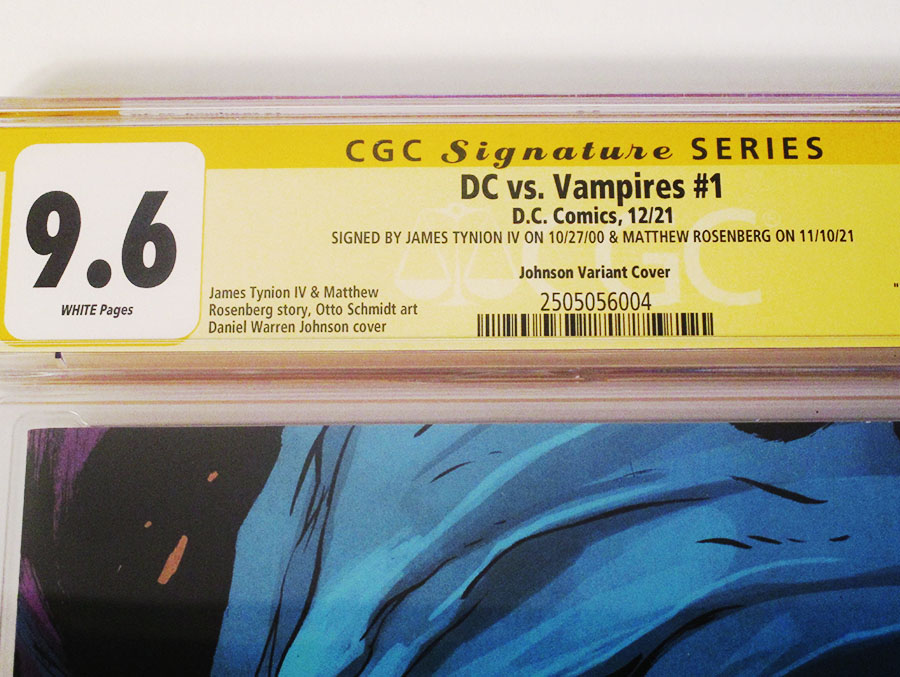 CGC Signature SERIES
9.6
WHITE Pages
DC vs. Vampires #1
D.C. Comics, 12/21
SIGNED BY JAMES TYNION IV ON 10/27/00 & MATTHEW ROSENBERG ON 11/10/21
Johnson Variant Cover
James Tynion IV & Matthew
Rosenberg story, Otto Schmidt art
Daniel Warren Johnson cover
2505056004
CGC